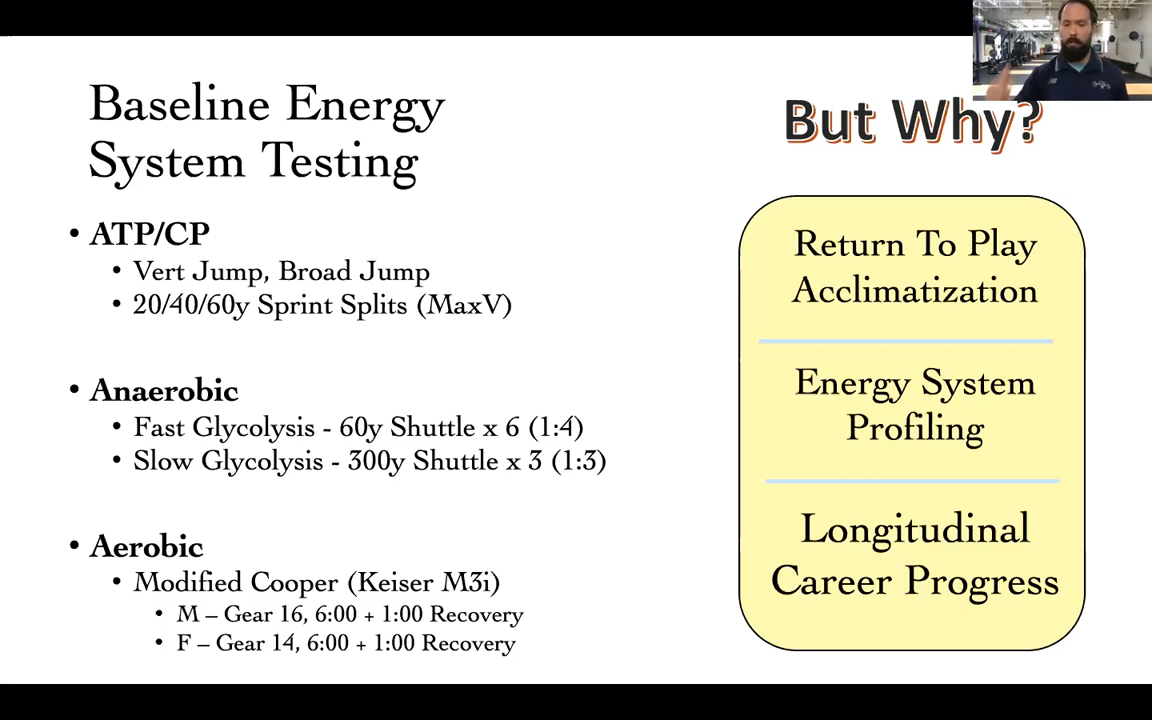 Baseline Energy
System Testing
• ATP/CP
• Vert Jump, Broad Jump
• 20/40/60y Sprint Splits (MaxV)
• Anaerobic
• Fast Glycolysis - 60y Shuttle x 6 (1:4)
• Slow Glycolysis - 300y Shuttle x 3 (1:3)
• Aerobic
• Modified Cooper (Keiser M3i)
• M – Gear 16, 6:00 + 1:00 Recovery
• F – Gear 14, 6:00 + 1:00 Recovery
But Why?
Return To Play
Acclimatization
Energy System
Profiling
Longitudinal
Career Progress